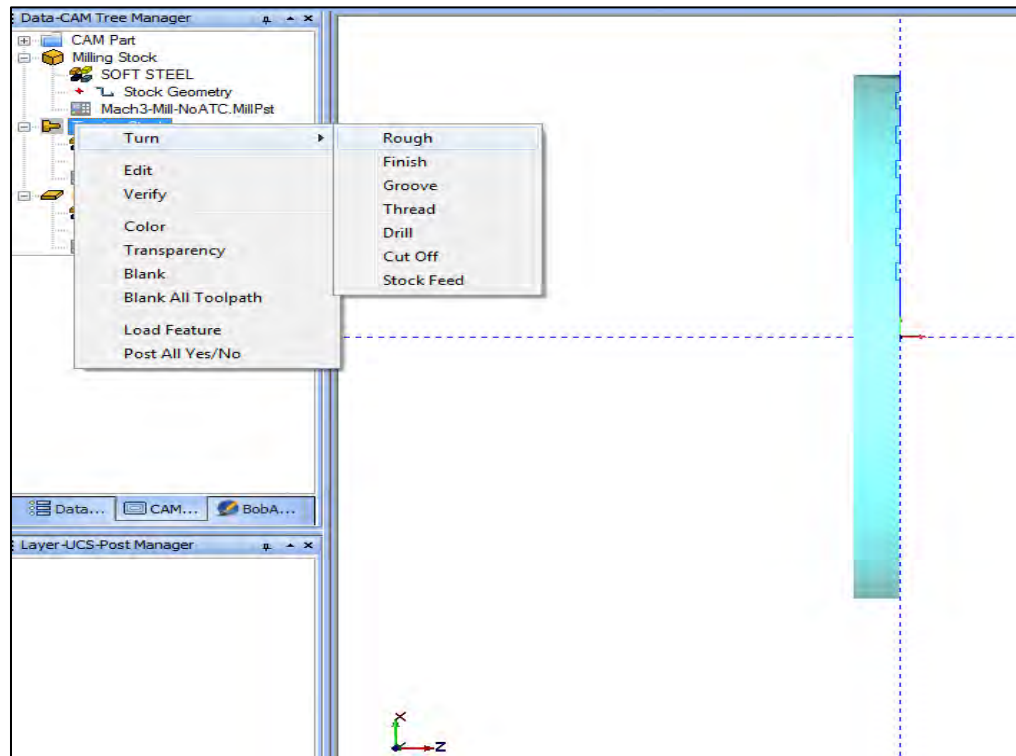 Data-CAM Tree Manager
CAM Part
Milling Stock
SOFT STEEL
Stock Geometry
Mach3-Mill-NoATC.MillPst
Turn
Edit
Verify
Color
Transparency
Blank
Blank All Toolpath
Load Feature
Post All Yes/No
Rough
Finish
Groove
Thread
Drill
Cut Off
Stock Feed
Data...
CAM...
BobA...
Layer-UCS-Post Manager
X
Z